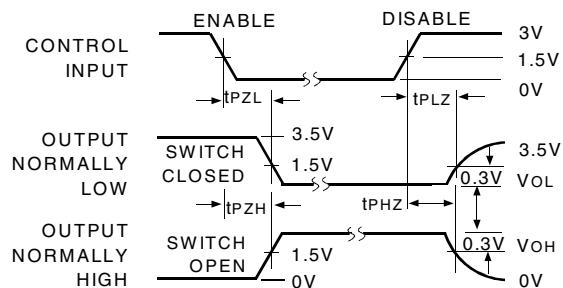 ENABLE DISABLE
CONTROL INPUT
3V
1.5V
0V
tPZL tPLZ
OUTPUT NORMALLY LOW
SWITCH CLOSED
3.5V
1.5V
3.5V
0.3V VOL
tPZH tPHZ
OUTPUT NORMALLY HIGH
SWITCH OPEN
1.5V
0V
0.3V VOH
0V